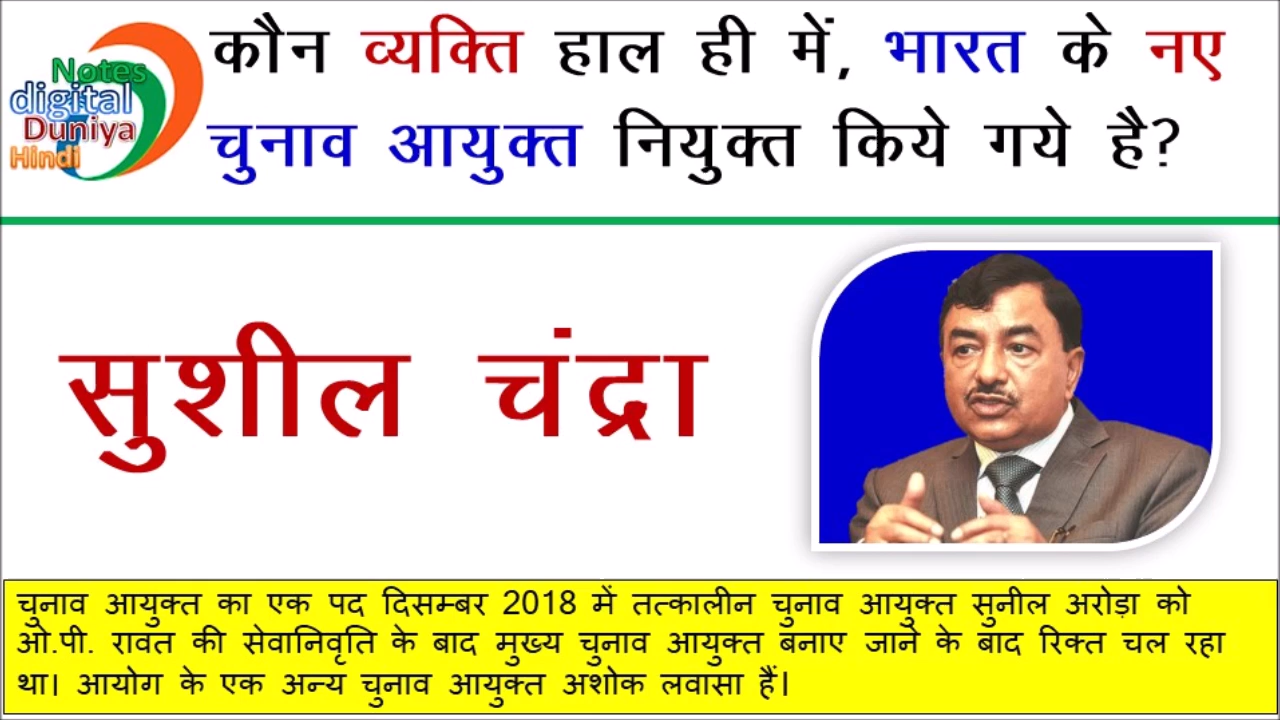 Notes
digital
Duniya
Hindi
कौन व्यक्ति हाल ही में, भारत के नए
चुनाव आयुक्त नियुक्त किये गये है?
सुशील चंद्रा
चुनाव आयुक्त का एक पद दिसम्बर 2018 में तत्कालीन चुनाव आयुक्त सुनील अरोड़ा को
ओ.पी. रावत की सेवानिवृति के बाद मुख्य चुनाव आयुक्त बनाए जाने के बाद रिक्त चल रहा
था। आयोग के एक अन्य चुनाव आयुक्त अशोक लवासा हैं।